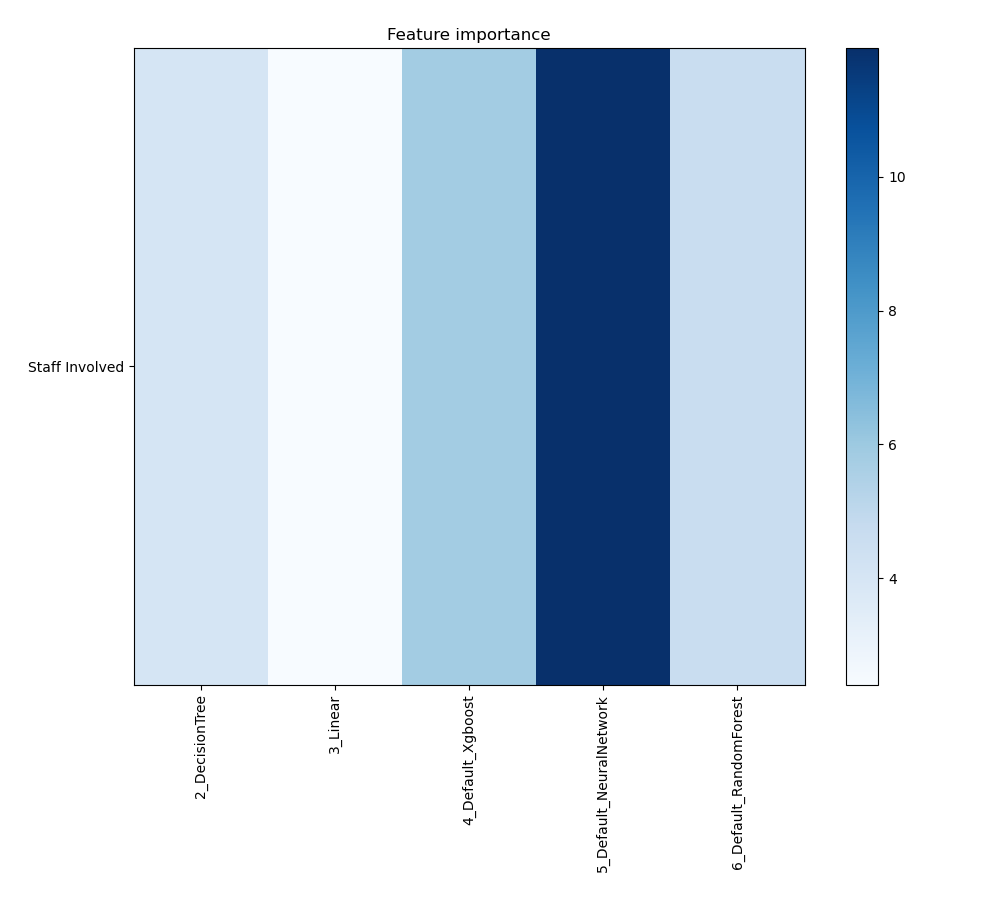 Feature importance
Staff Involved
10
8
6
4
2_DecisionTree
3_Linear
4_Default_Xgboost
5_Default_NeuralNetwork
6_Default_RandomForest